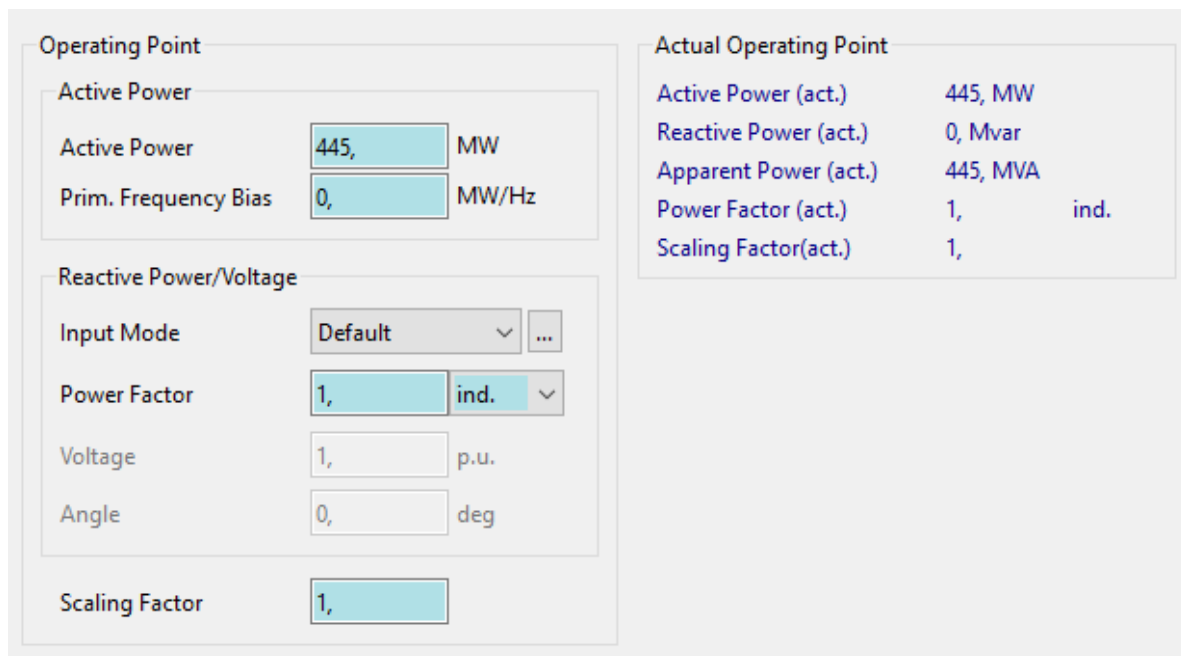 Operating Point
Active Power
Active Power 445, MW
Prim. Frequency Bias 0, MW/Hz
Reactive Power/Voltage
Input Mode Default ...
Power Factor 1, ind.
Voltage 1, p.u.
Angle 0, deg
Scaling Factor 1,
Actual Operating Point
Active Power (act.) 445, MW
Reactive Power (act.) 0, Mvar
Apparent Power (act.) 445, MVA
Power Factor (act.) 1, ind.
Scaling Factor(act.) 1,